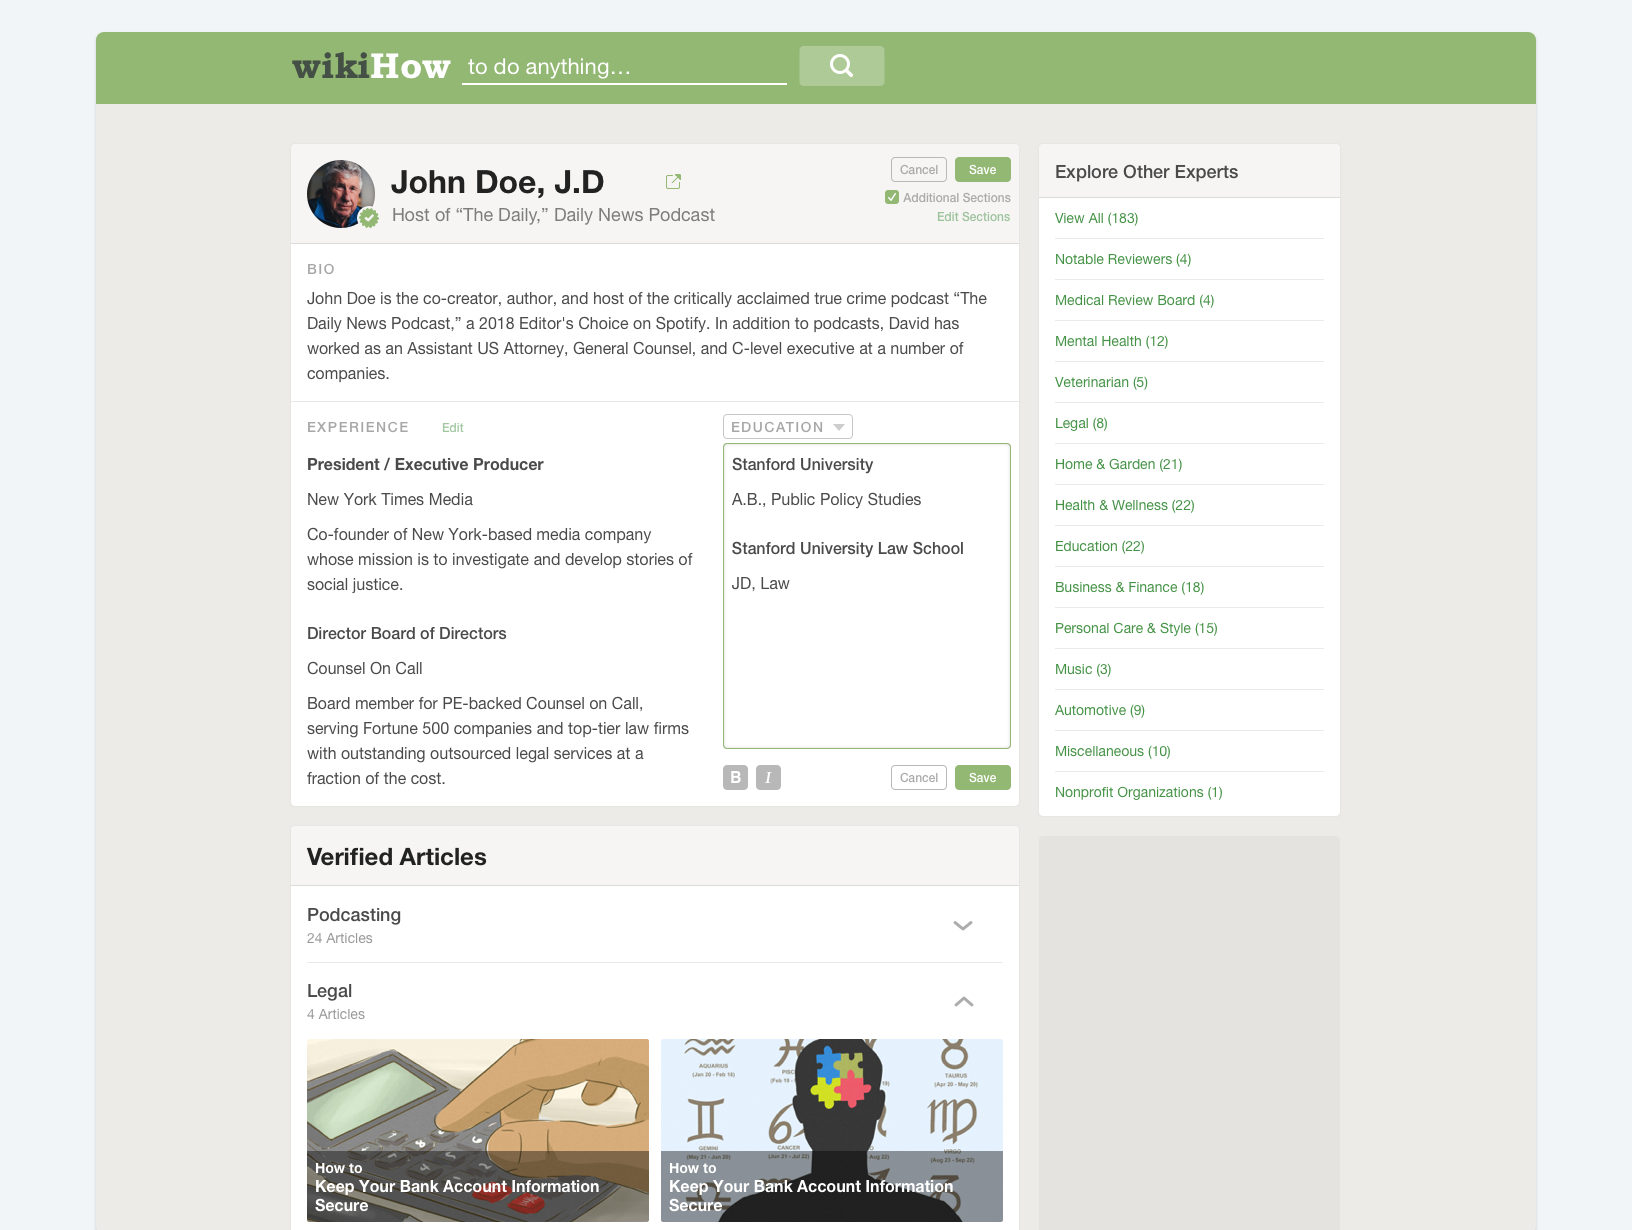 wikiHow to do anything...
John Doe, J.D
Host of “The Daily,” Daily News Podcast
Cancel Save
Additional Sections
Edit Sections
BIO
John Doe is the co-creator, author, and host of the critically acclaimed true crime podcast “The
Daily News Podcast,” a 2018 Editor's Choice on Spotify. In addition to podcasts, David has
worked as an Assistant US Attorney, General Counsel, and C-level executive at a number of
companies.
EXPERIENCE Edit
President / Executive Producer
New York Times Media
Co-founder of New York-based media company
whose mission is to investigate and develop stories of
social justice.
Director Board of Directors
Counsel On Call
Board member for PE-backed Counsel on Call,
serving Fortune 500 companies and top-tier law firms
with outstanding outsourced legal services at a
fraction of the cost.
EDUCATION
Stanford University
A.B., Public Policy Studies
Stanford University Law School
JD, Law
B I Cancel Save
Explore Other Experts
View All (183)
Notable Reviewers (4)
Medical Review Board (4)
Mental Health (12)
Veterinarian (5)
Legal (8)
Home & Garden (21)
Health & Wellness (22)
Education (22)
Business & Finance (18)
Personal Care & Style (15)
Music (3)
Automotive (9)
Miscellaneous (10)
Nonprofit Organizations (1)
Verified Articles
Podcasting
24 Articles
Legal
4 Articles
How to
Keep Your Bank Account Information
Secure
AQUARIUS
(Jan 20 - Feb 19)
TAURUS
(Apr 20 - May 20)
GEMINI
(May 21 - Jun 20)
CANCER
(Jun 21 - Jul 22)
VIRGO
(Aug 23 - Sep 22)
How to
Keep Your Bank Account Information
Secure